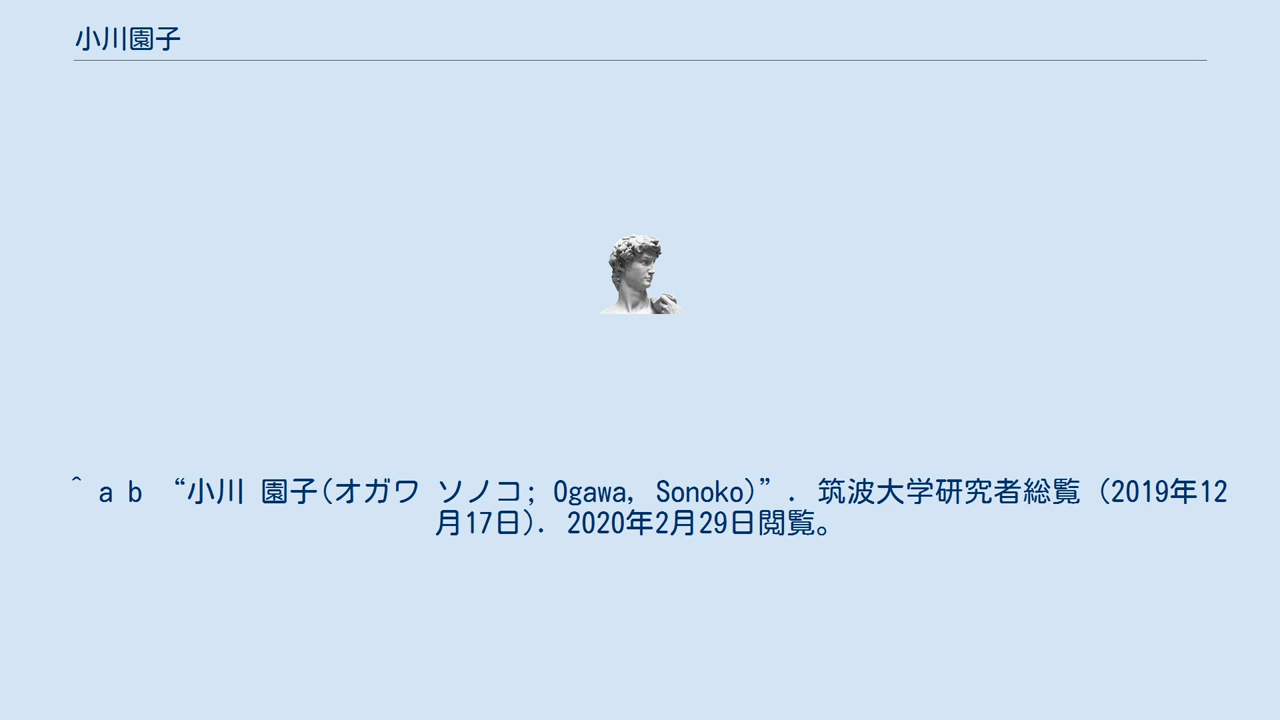 小川園子
^ a b “小川 園子(オガワ ソノコ; Ogawa, Sonoko)”. 筑波大学研究者総覧 (2019年12
月17日). 2020年2月29日閲覧。